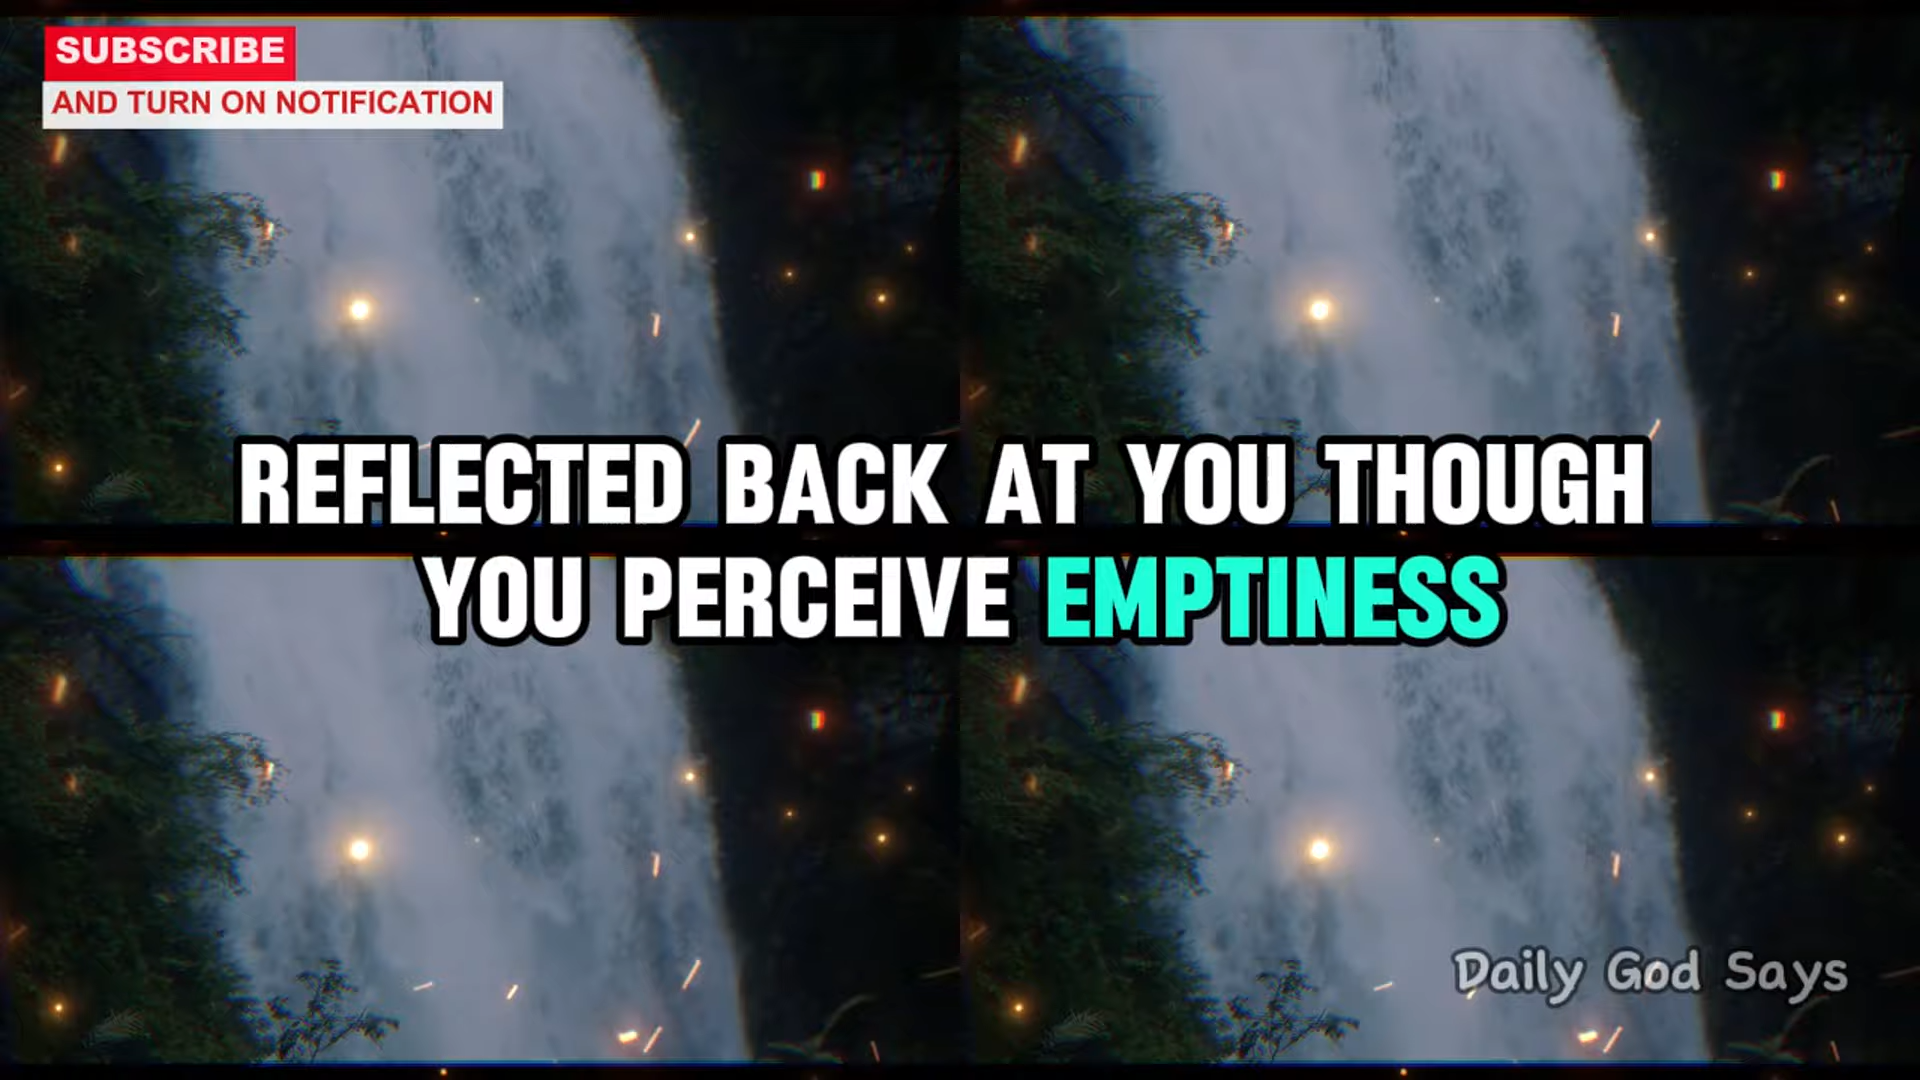 SUBSCRIBE
AND TURN ON NOTIFICATION
REFLECTED BACK AT YOU THOUGH
YOU PERCEIVE EMPTINESS
Daily God Says